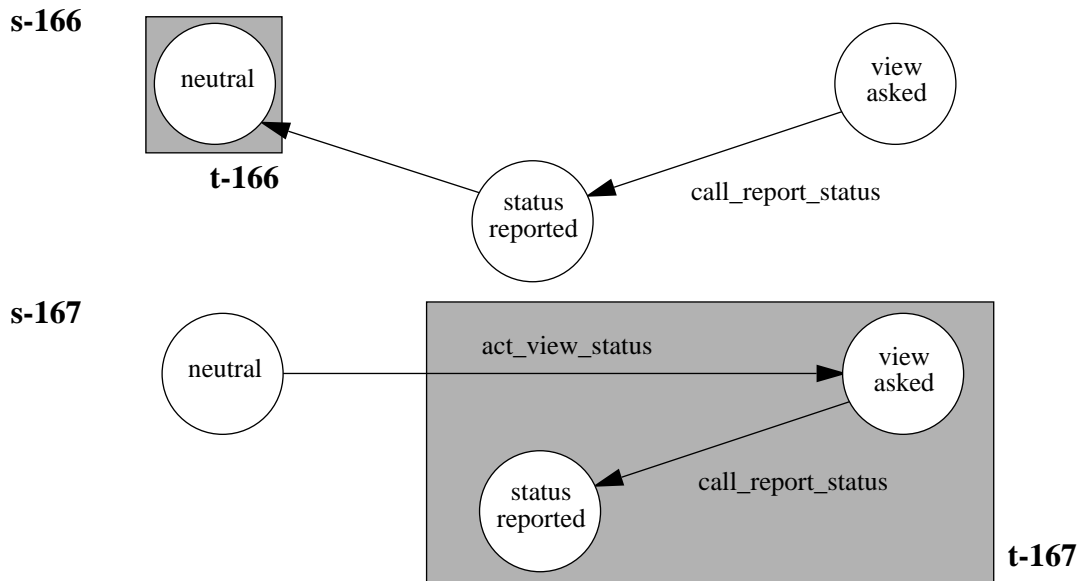 s-166
neutral
view
asked
t-166
status
reported
call_report_status
s-167
neutral
act_view_status
view
asked
status
reported
call_report_status
t-167